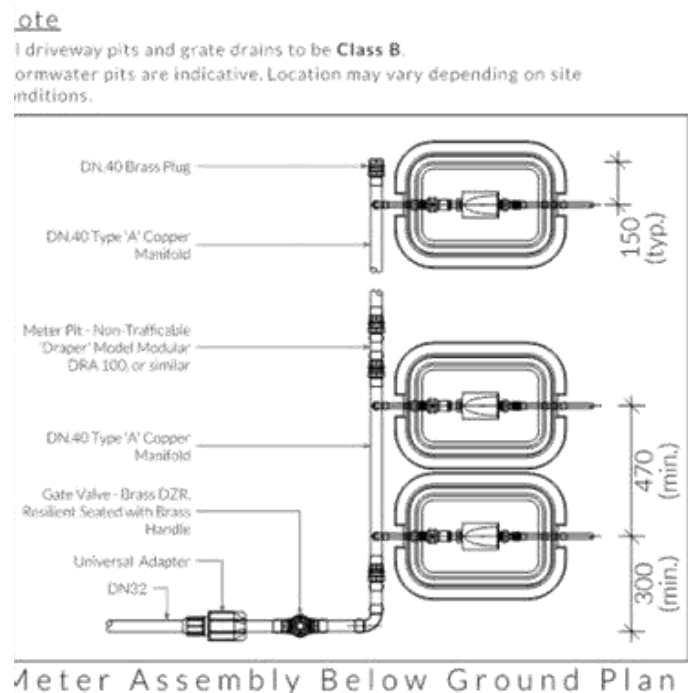 ote
l driveway pits and grate drains to be Class B.
ormwater pits are indicative. Location may vary depending on site
nditions.
DN.40 Brass Plug
DN.40 Type 'A' Copper
Manifold
150
(typ.)
Meter Pit - Non-Trafficable
'Draper' Model Modular
DRA 100, or similar
DN.40 Type 'A' Copper
Manifold
470
(min.)
Gate Valve - Brass DZR,
Resilient Seated with Brass
Handle
Universal Adapter
300
(min.)
DN32
Meter Assembly Below Ground Plan